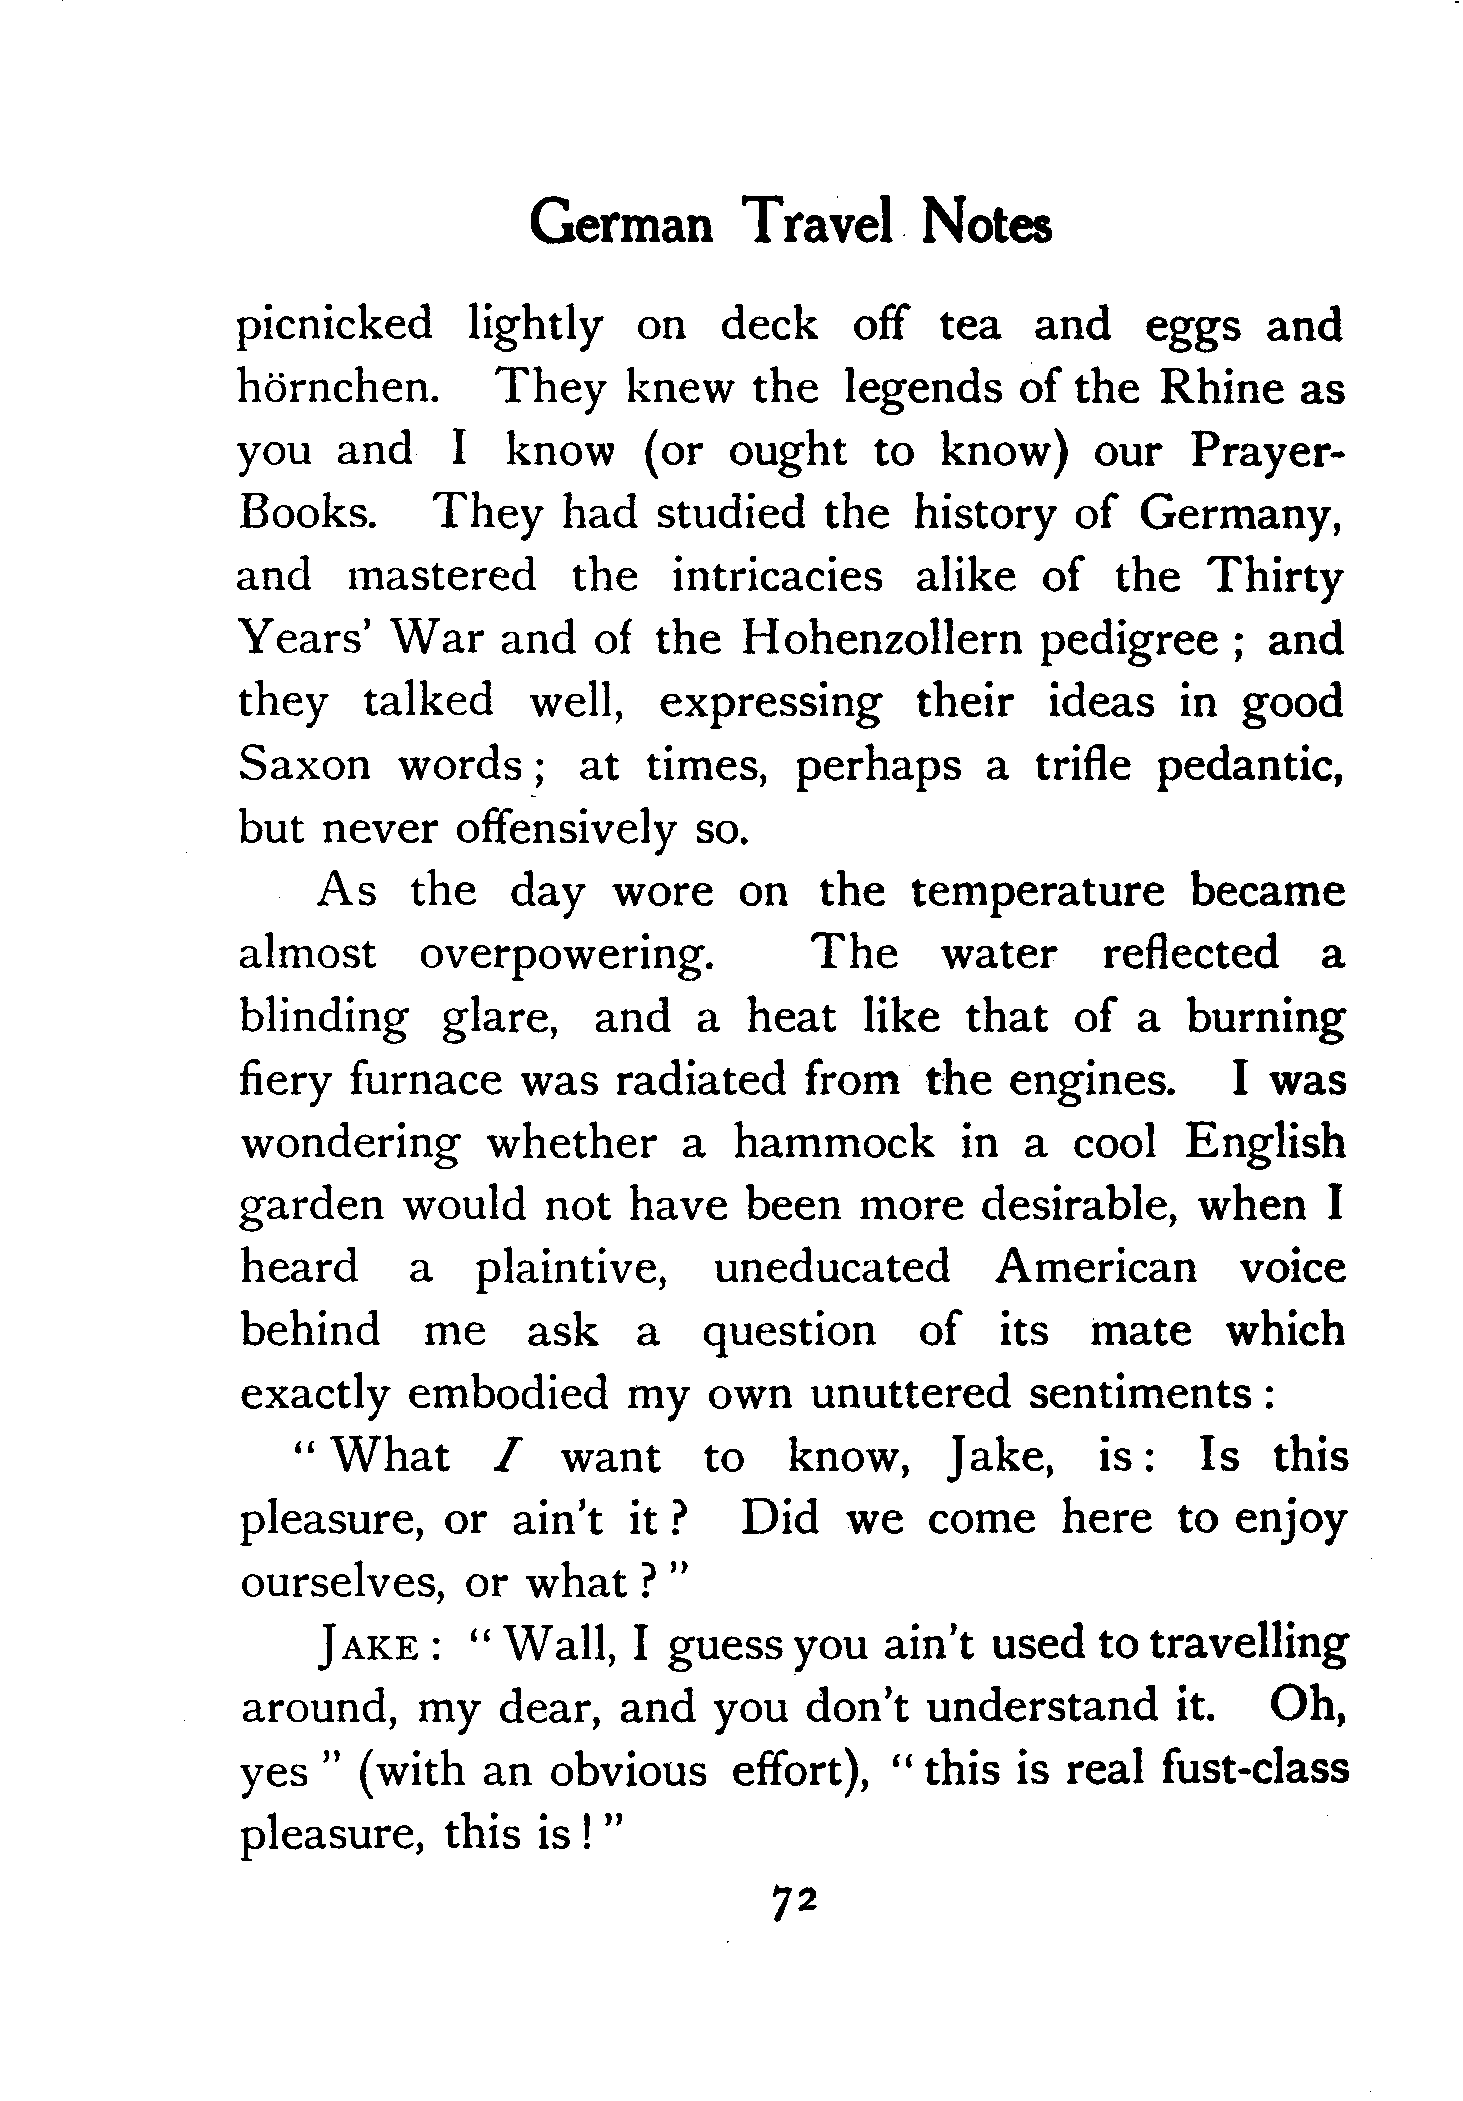 German Travel Notes
picnicked lightly on deck off tea and eggs and
hörnchen. They knew the legends of the Rhine as
you and I know (or ought to know) our Prayer-
Books. They had studied the history of Germany,
and mastered the intricacies alike of the Thirty
Years' War and of the Hohenzollern pedigree ; and
they talked well, expressing their ideas in good
Saxon words ; at times, perhaps a trifle pedantic,
but never offensively so.
As the day wore on the temperature became
almost overpowering. The water reflected a
blinding glare, and a heat like that of a burning
fiery furnace was radiated from the engines. I was
wondering whether a hammock in a cool English
garden would not have been more desirable, when I
heard a plaintive, uneducated American voice
behind me ask a question of its mate which
exactly embodied my own unuttered sentiments :
“ What I want to know, Jake, is : Is this
pleasure, or ain't it ? Did we come here to enjoy
ourselves, or what ? ”
JAKE : “ Wall, I guess you ain't used to travelling
around, my dear, and you don't understand it. Oh,
yes ” (with an obvious effort), “ this is real fust-class
pleasure, this is ! ”
72